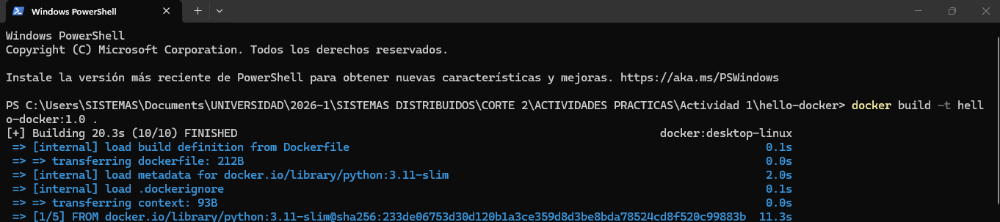 Windows PowerShell
Windows PowerShell
Copyright (C) Microsoft Corporation. Todos los derechos reservados.
Instale la versión más reciente de PowerShell para obtener nuevas características y mejoras. https://aka.ms/PSWindows
PS C:\Users\SISTEMAS\Documents\UNIVERSIDAD\2026-1\SISTEMAS DISTRIBUIDOS\CORTE 2\ACTIVIDADES PRACTICAS\Actividad 1\hello-docker> docker build -t hell
o-docker:1.0 .
[+] Building 20.3s (10/10) FINISHED docker:desktop-linux
=> [internal] load build definition from Dockerfile 0.1s
=> => transferring dockerfile: 212B 0.0s
=> [internal] load metadata for docker.io/library/python:3.11-slim 2.0s
=> [internal] load .dockerignore 0.1s
=> => transferring context: 93B 0.0s
=> [1/5] FROM docker.io/library/python:3.11-slim@sha256:233de06753d30d120b1a3ce359d8d3be8bda78524cd8f520c99883b 11.3s